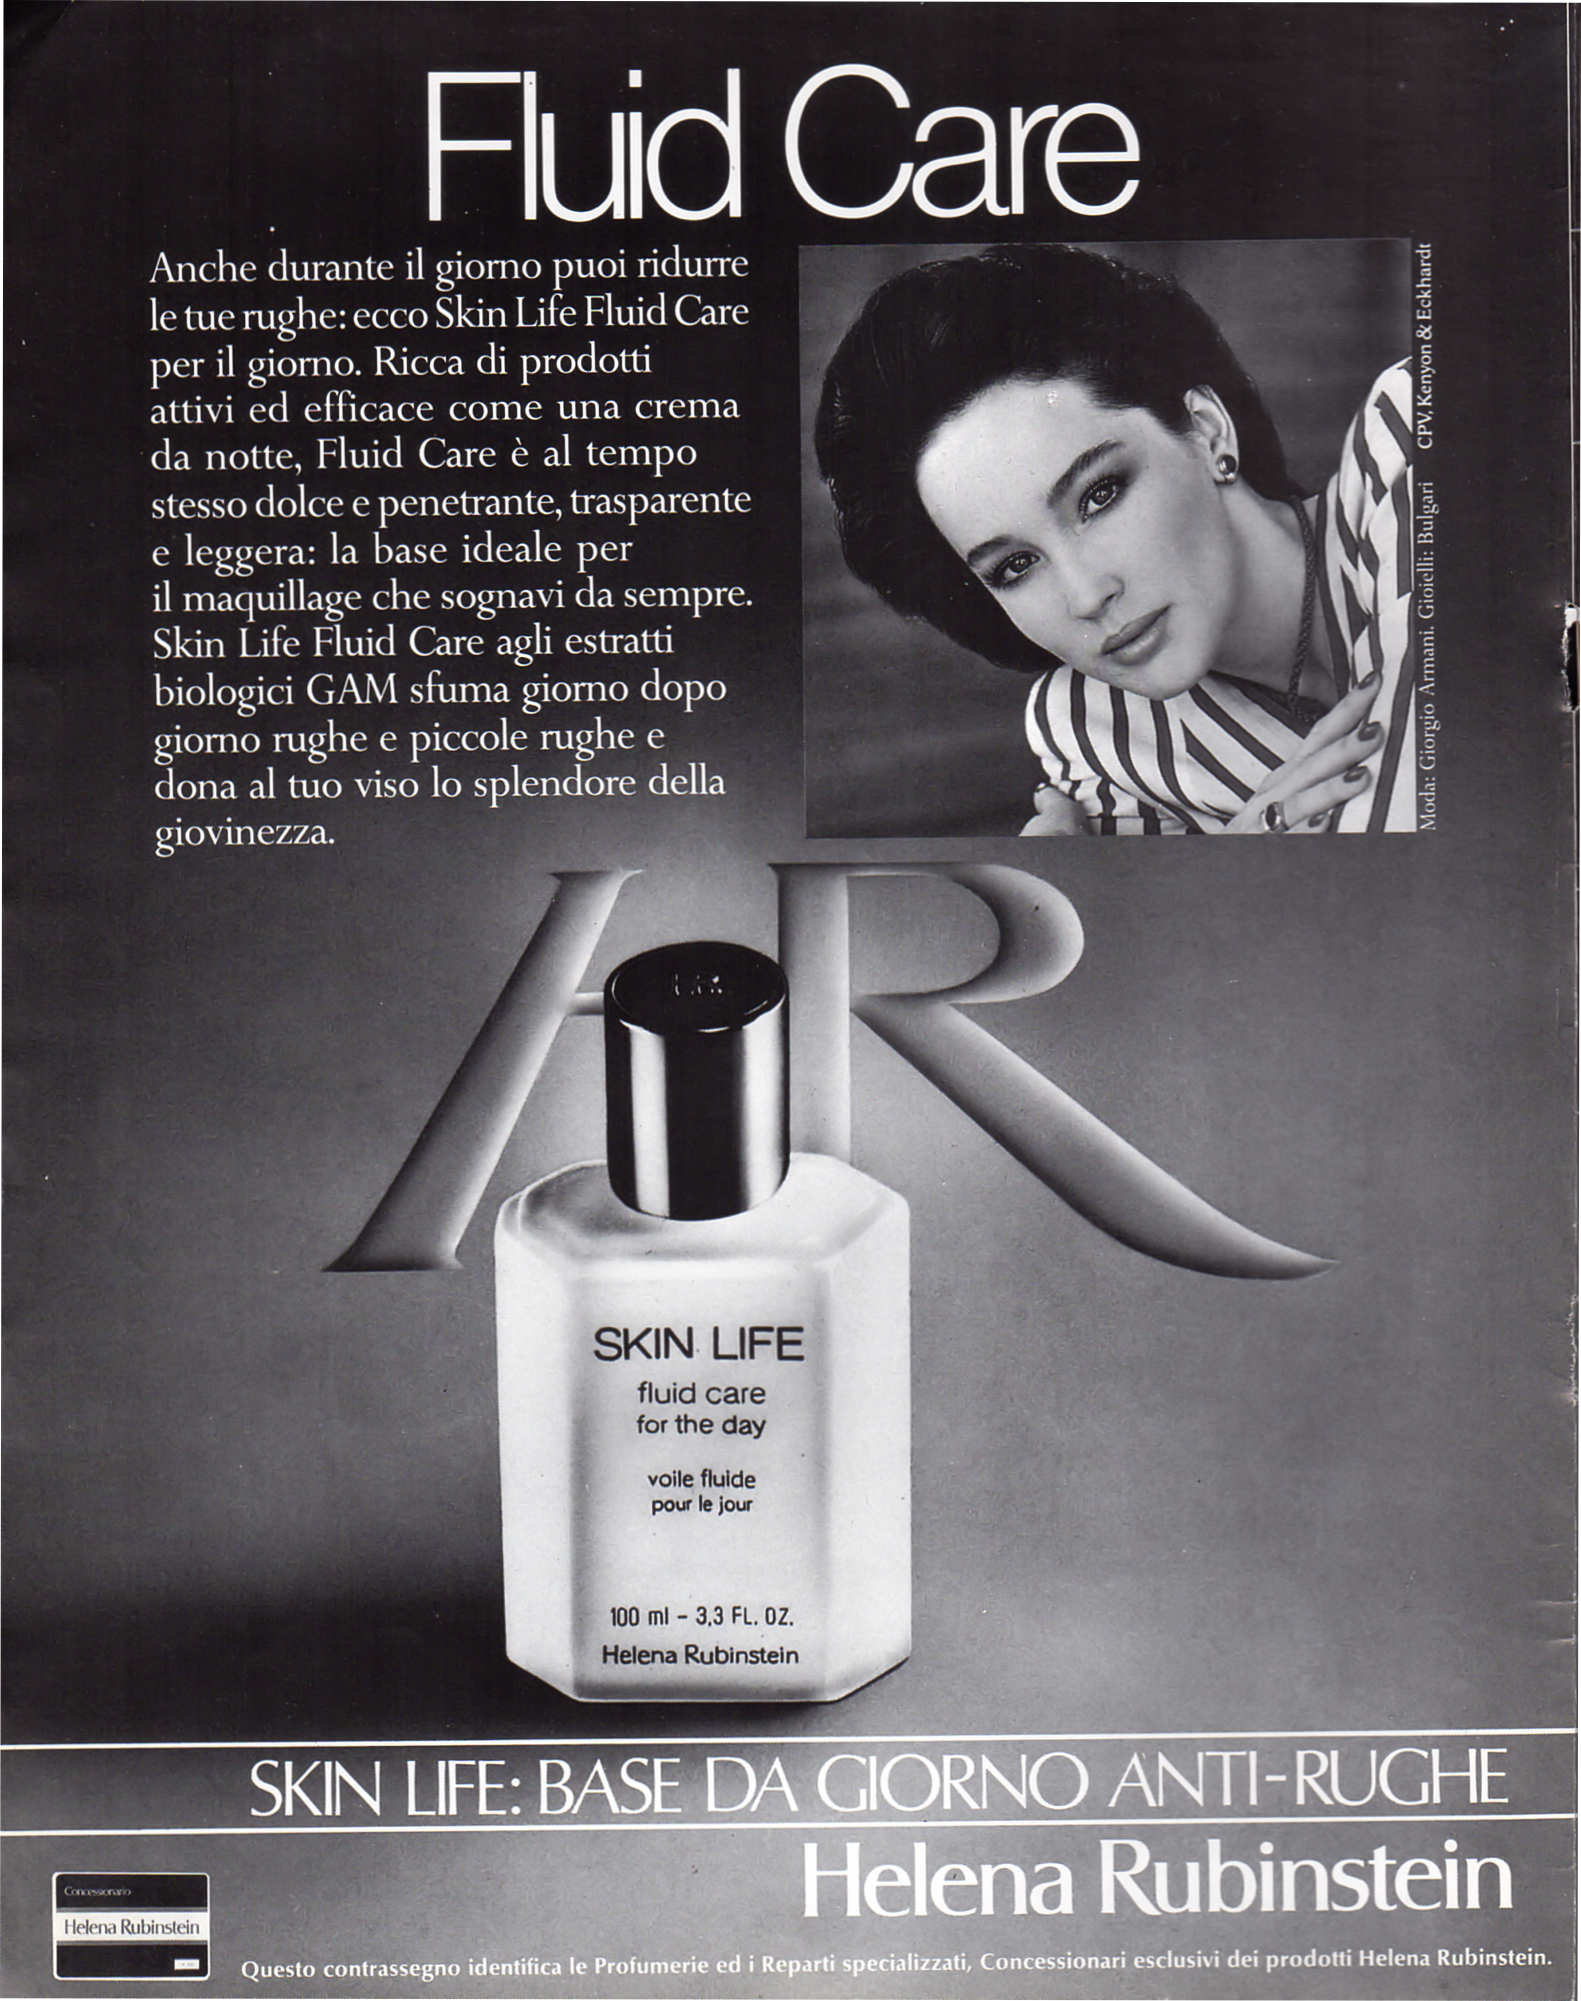 Fluid Care
Anche durante il giorno puoi ridurre
le tue rughe: ecco Skin Life Fluid Care
per il giorno. Ricca di prodotti
attivi ed efficace come una crema
da notte, Fluid Care è al tempo
stesso dolce e penetrante, trasparente
e leggera: la base ideale per
il maquillage che sognavi da sempre.
Skin Life Fluid Care agli estratti
biologici GAM sfuma giorno dopo
giorno rughe e piccole rughe e
dona al tuo viso lo splendore della
giovinezza.
Moda: Giorgio Armani. Gioielli: Bulgari CPV, Kenyon & Eckhardt
AR
SKIN LIFE
fluid care
for the day
voile fluide
pour le jour
100 ml - 3,3 FL. OZ.
Helena Rubinstein
SKIN LIFE: BASE DA GIORNO ANTI-RUGHE
Helena Rubinstein
Concessionario
Helena Rubinstein
Questo contrassegno identifica le Profumerie ed i Reparti specializzati, Concessionari esclusivi dei prodotti Helena Rubinstein.